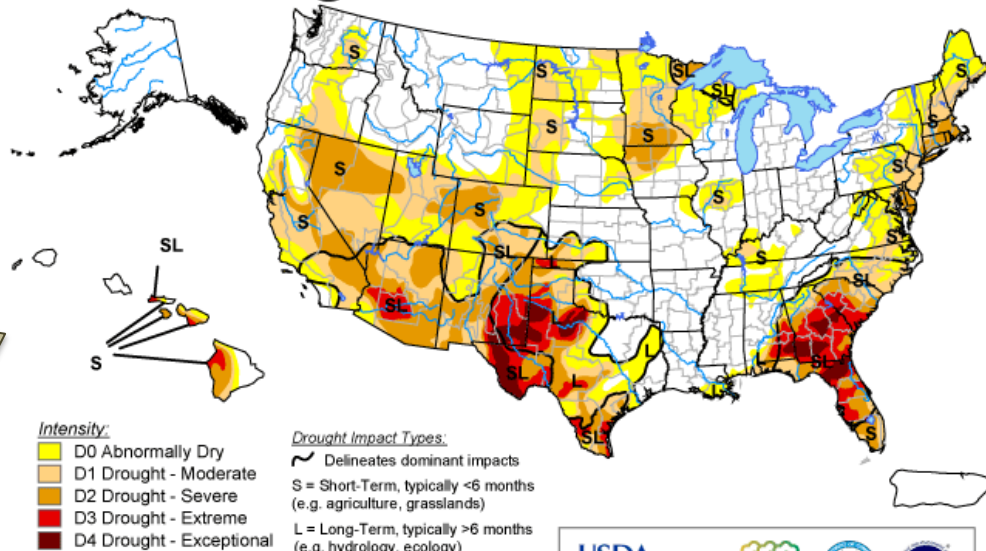 S
S
SL
SL
S
S
S
S
S
S
S
S
S
S
S
SL
SL
S
SL
SL
L
L
SL
SL
S
L
L
SL
S
Intensity:
D0 Abnormally Dry
D1 Drought - Moderate
D2 Drought - Severe
D3 Drought - Extreme
D4 Drought - Exceptional
Drought Impact Types:
Delineates dominant impacts
S = Short-Term, typically <6 months
(e.g. agriculture, grasslands)
L = Long-Term, typically >6 months
(e.g. hydrology, ecology)
USDA